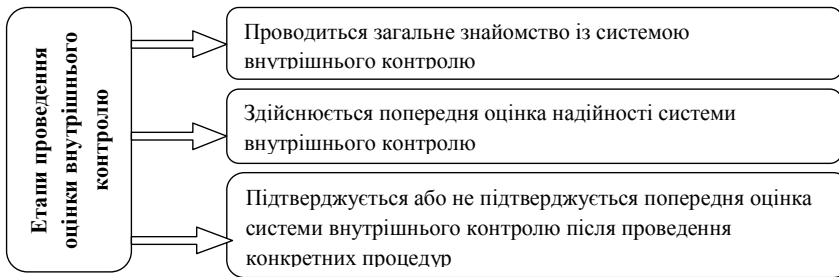 Етапи проведення
оцінки внутрішнього
контролю
Проводиться загальне знайомство із системою
внутрішнього контролю
Здійснюється попередня оцінка надійності системи
внутрішнього контролю
Підтверджується або не підтверджується попередня оцінка
системи внутрішнього контролю після проведення
конкретних процедур